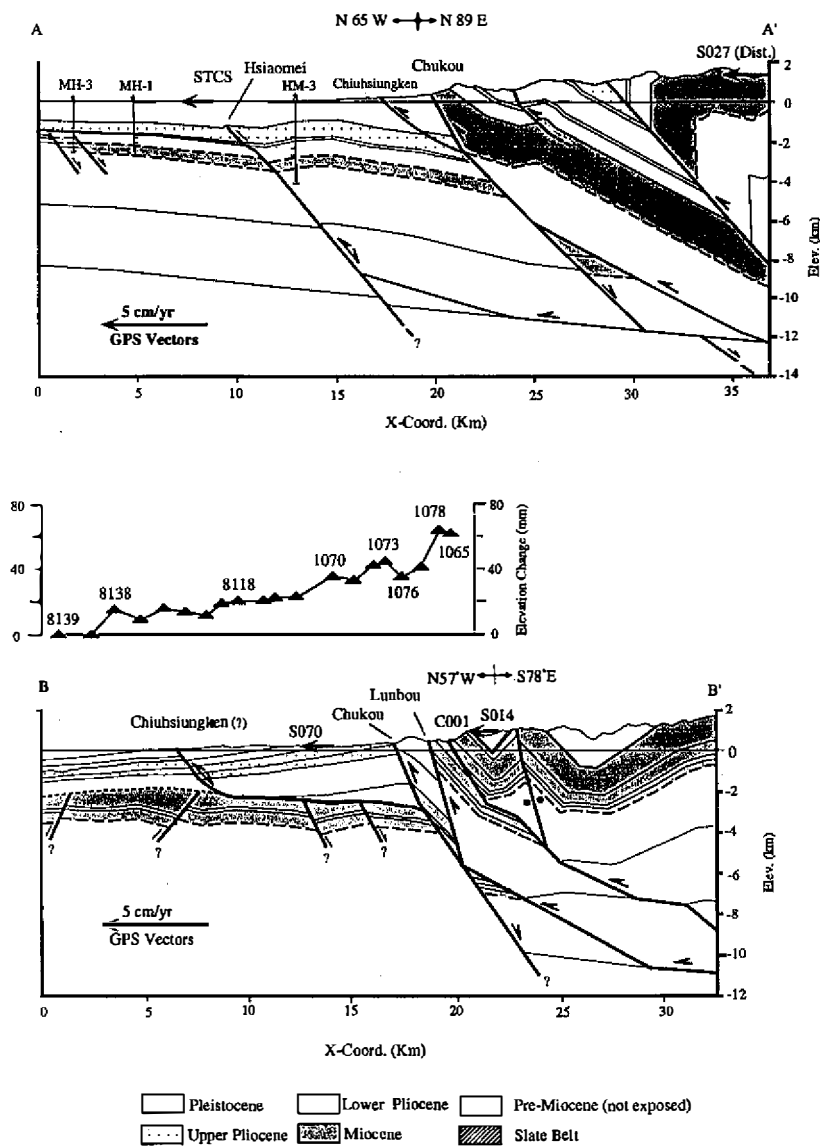 N 65 W N 89 E
A A'
S027 (Dist.)
MH-3 MH-1 STCS Hsiaomei HM-3 Chiuhsiungken Chukou
2
0
-2
-4
-6
-8
-10
-12
-14
Elev. (km)
5 cm/yr
GPS Vectors
?
0 5 10 15 20 25 30 35
X-Coord. (Km)
80
40
0
8139 8138 8118 1070 1073 1076 1078 1065
80
40
0
Elevation Change (mm)
N57°W S78°E
B B'
Chiuhsiungken (?) S070 Chukou Lunhou C001 S014
2
0
-2
-4
-6
-8
-10
-12
Elev. (km)
? ? ? ?
5 cm/yr
GPS Vectors
?
0 5 10 15 20 25 30
X-Coord. (Km)
Pleistocene Lower Pliocene Pre-Miocene (not exposed)
Upper Pliocene Miocene Slate Belt